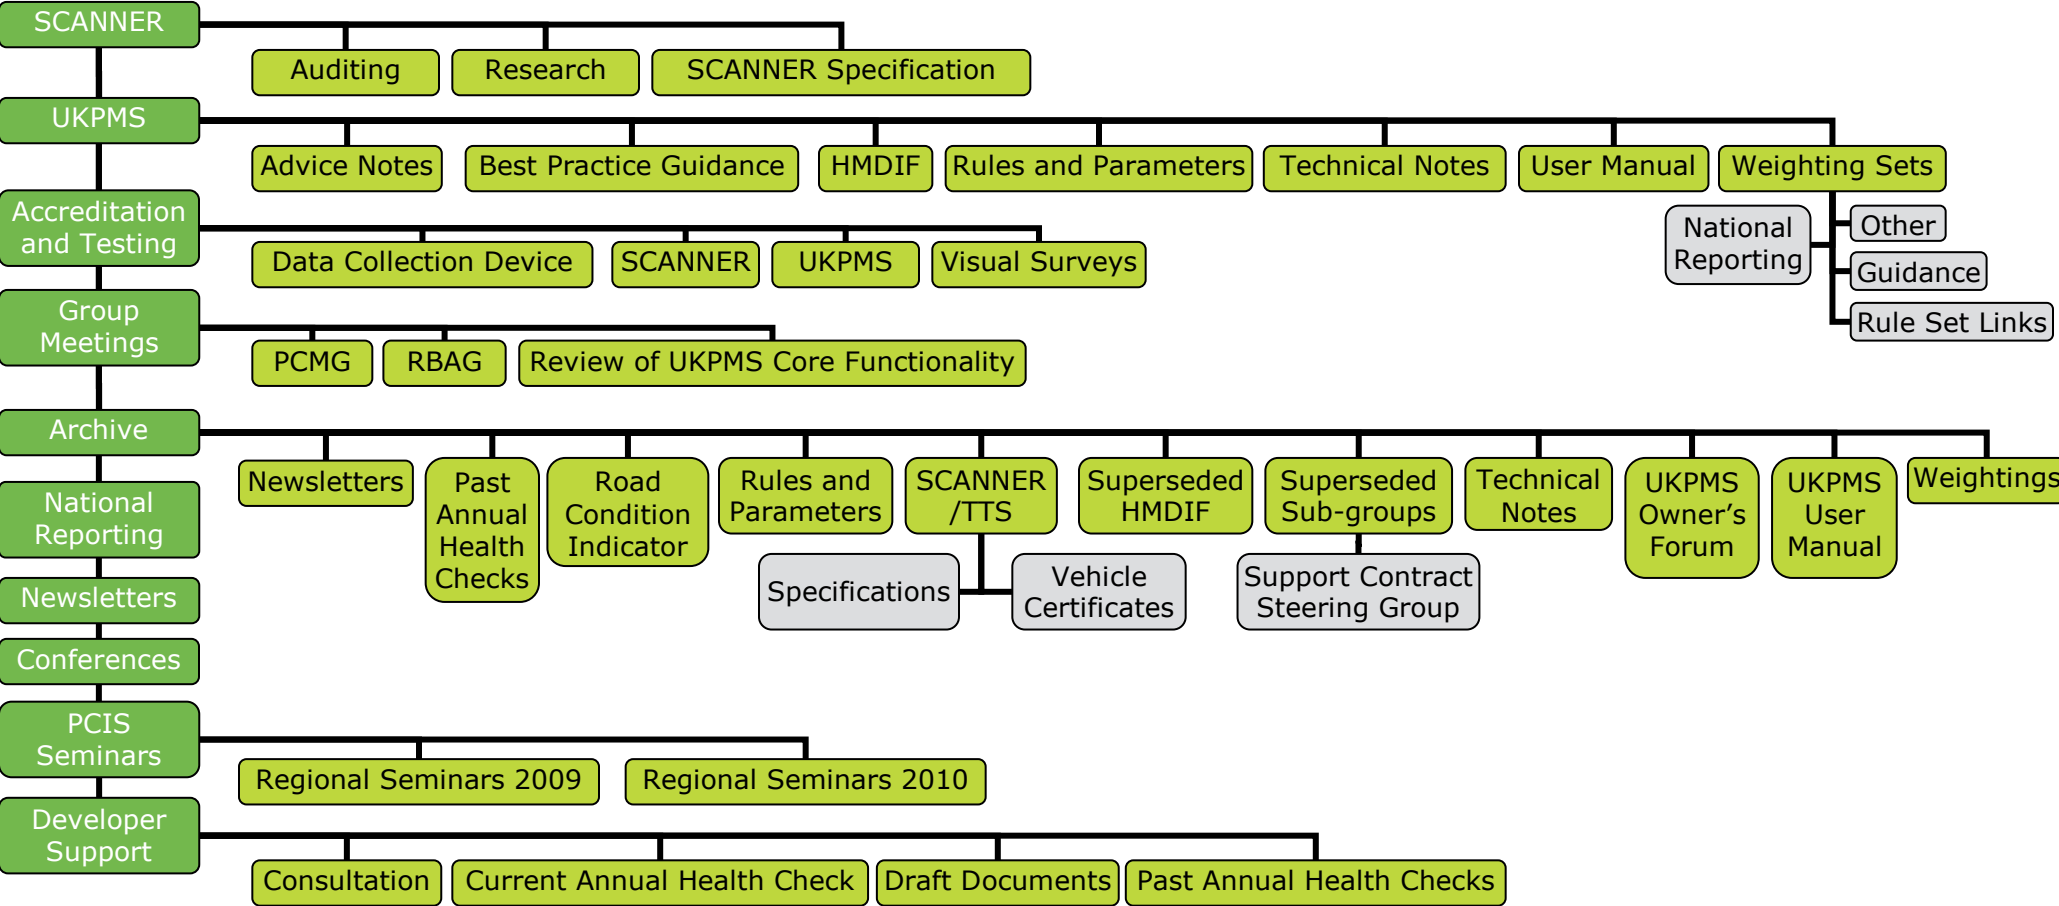 SCANNER
Auditing
Research
SCANNER Specification
UKPMS
Advice Notes
Best Practice Guidance
HMDIF
Rules and Parameters
Technical Notes
User Manual
Weighting Sets
National
Reporting
Other
Guidance
Rule Set Links
Accreditation
and Testing
Data Collection Device
SCANNER
UKPMS
Visual Surveys
Group
Meetings
PCMG
RBAG
Review of UKPMS Core Functionality
Archive
Newsletters
Past
Annual
Health
Checks
Road
Condition
Indicator
Rules and
Parameters
SCANNER
/TTS
Specifications
Vehicle
Certificates
Superseded
HMDIF
Superseded
Sub-groups
Support Contract
Steering Group
Technical
Notes
UKPMS
Owner’s
Forum
UKPMS
User
Manual
Weightings
National
Reporting
Newsletters
Conferences
PCIS
Seminars
Regional Seminars 2009
Regional Seminars 2010
Developer
Support
Consultation
Current Annual Health Check
Draft Documents
Past Annual Health Checks